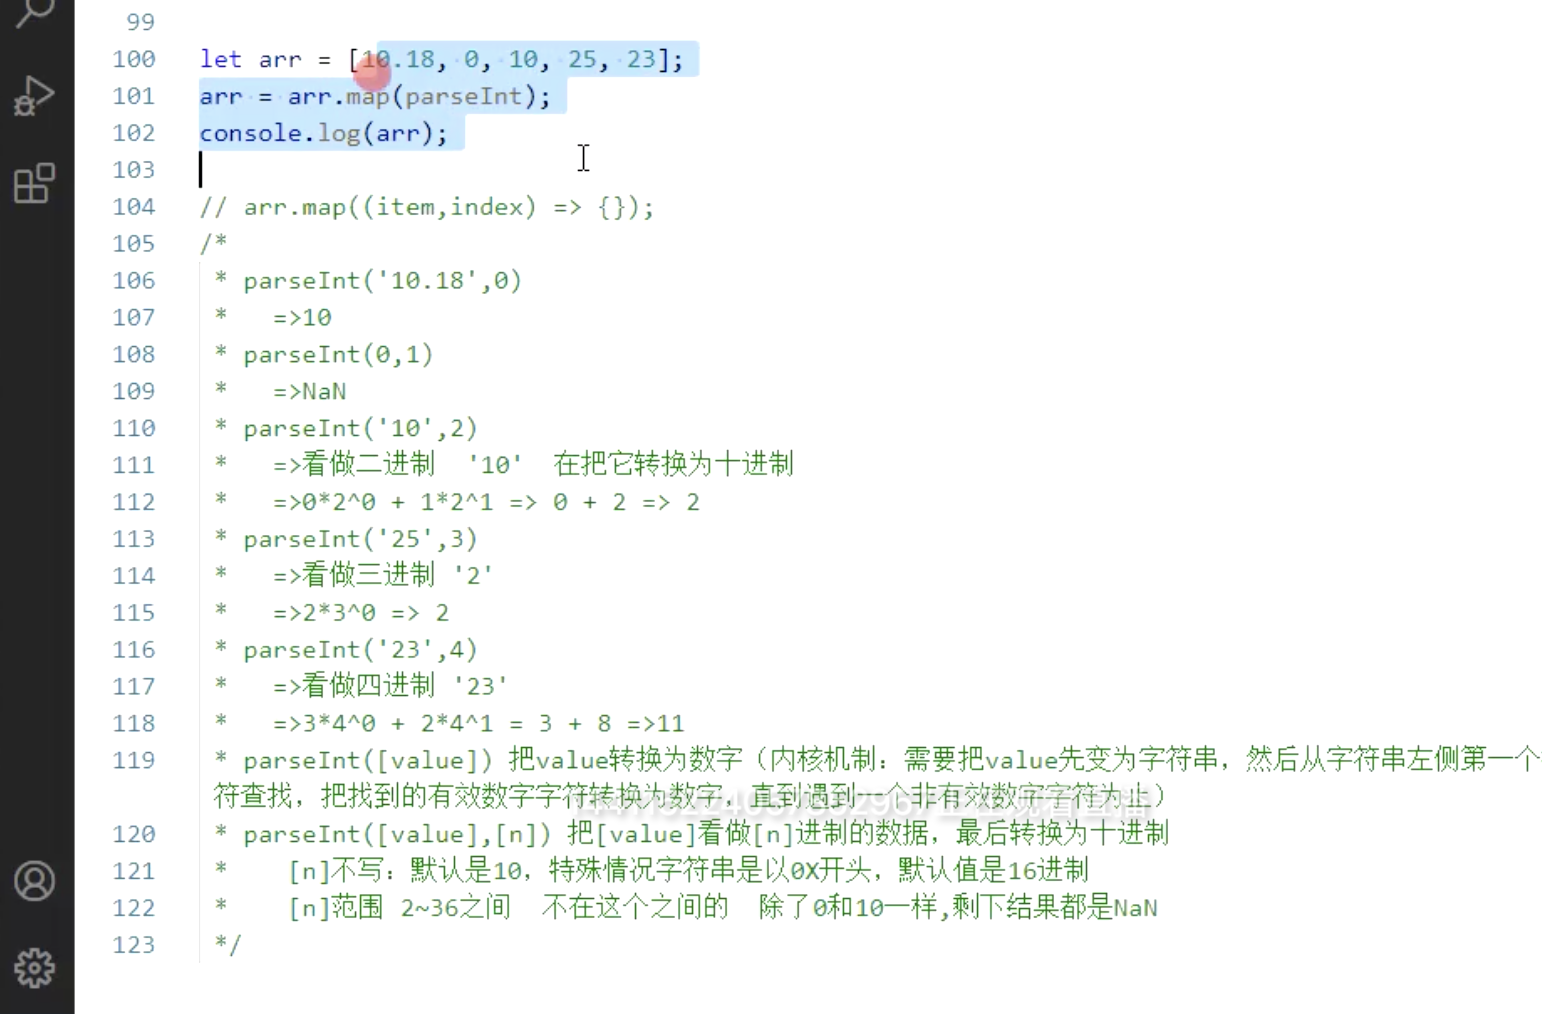 99
100 let arr = [10.18, 0, 10, 25, 23];
101 arr = arr.map(parseInt);
102 console.log(arr);
103
104 // arr.map((item,index) => {});
105 /*
106 * parseInt('10.18',0)
107 * =>10
108 * parseInt(0,1)
109 * =>NaN
110 * parseInt('10',2)
111 * =>看做二进制 '10' 在把它转换为十进制
112 * =>0*2^0 + 1*2^1 => 0 + 2 => 2
113 * parseInt('25',3)
114 * =>看做三进制 '2'
115 * =>2*3^0 => 2
116 * parseInt('23',4)
117 * =>看做四进制 '23'
118 * =>3*4^0 + 2*4^1 = 3 + 8 =>11
119 * parseInt([value]) 把value转换为数字（内核机制：需要把value先变为字符串，然后从字符串左侧第一个
符查找，把找到的有效数字字符转换为数字，直到遇到一个非有效数字字符为止）
120 * parseInt([value],[n]) 把[value]看做[n]进制的数据，最后转换为十进制
121 * [n]不写：默认是10，特殊情况字符串是以0X开头，默认值是16进制
122 * [n]范围 2~36之间 不在这个之间的 除了0和10一样,剩下结果都是NaN
123 */